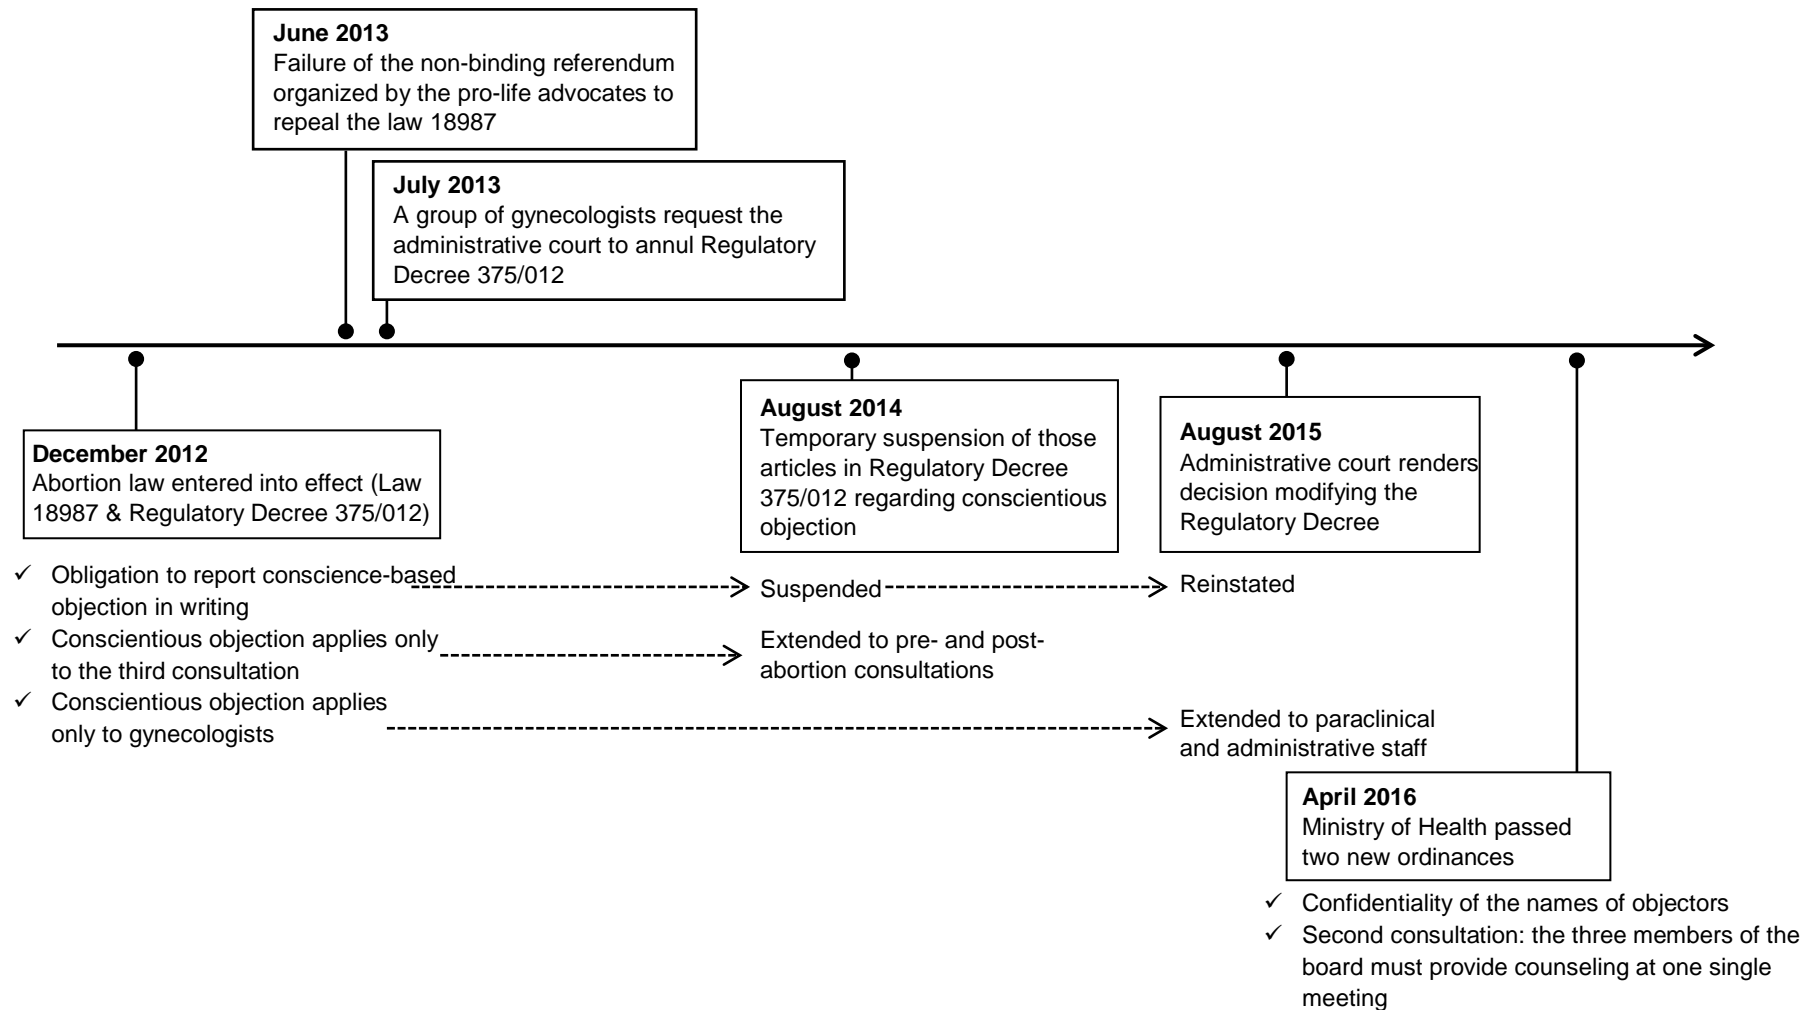 June 2013
Failure of the non-binding referendum
organized by the pro-life advocates to
repeal the law 18987
July 2013
A group of gynecologists request the
administrative court to annul Regulatory
Decree 375/012
December 2012
Abortion law entered into effect (Law
18987 & Regulatory Decree 375/012)
August 2014
Temporary suspension of those
articles in Regulatory Decree
375/012 regarding conscientious
objection
August 2015
Administrative court renders
decision modifying the
Regulatory Decree
✓ Obligation to report conscience-based
objection in writing
Suspended
Reinstated
✓ Conscientious objection applies only
to the third consultation
Extended to pre- and post-
abortion consultations
✓ Conscientious objection applies
only to gynecologists
Extended to paraclinical
and administrative staff
April 2016
Ministry of Health passed
two new ordinances
✓ Confidentiality of the names of objectors
✓ Second consultation: the three members of the
board must provide counseling at one single
meeting